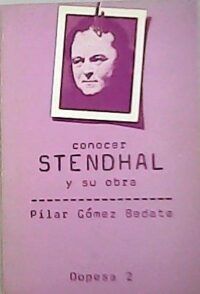 conocer
STENDHAL
y su obra
Pilar Gómez Bedate
Dopesa 2